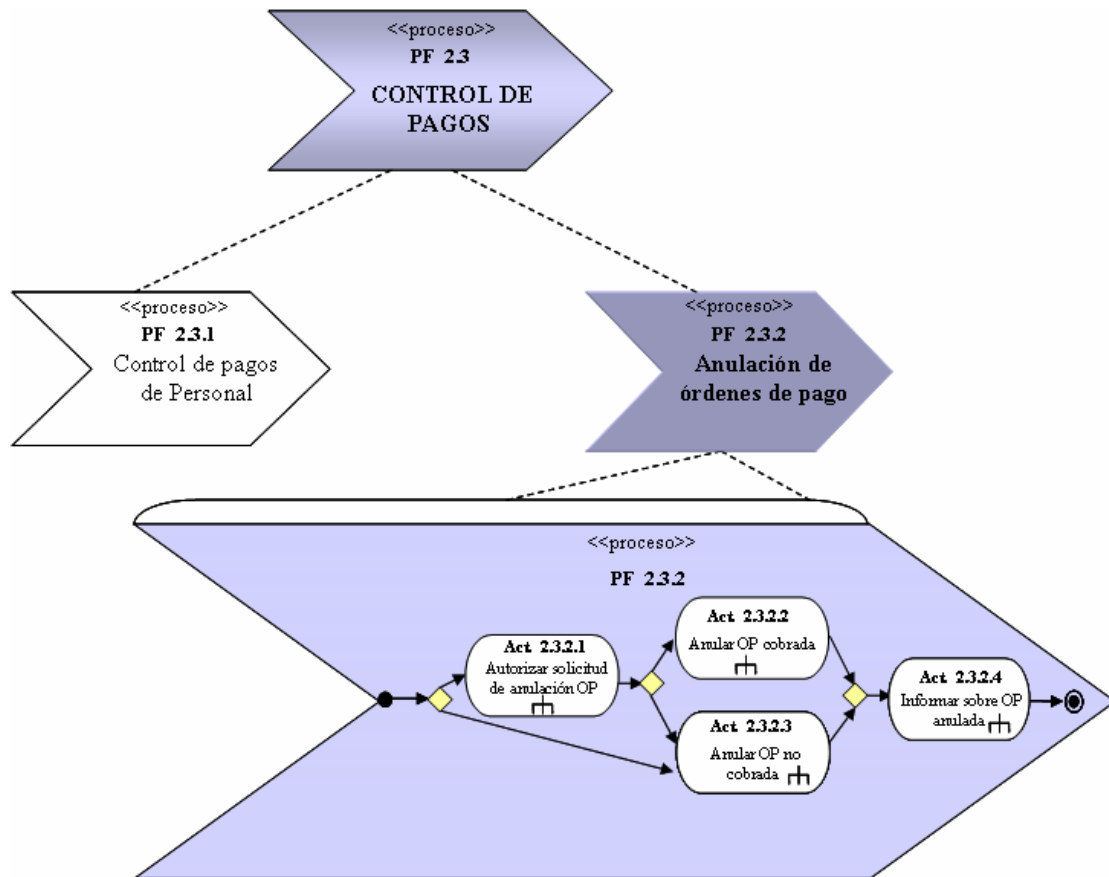 <<proceso>>
PF 2.3
CONTROL DE
PAGOS
<<proceso>>
PF 2.3.1
Control de pagos
de Personal
<<proceso>>
PF 2.3.2
Anulación de
órdenes de pago
<<proceso>>
PF 2.3.2
Act. 2.3.2.1
Autorizar solicitud
de anulación OP
Act. 2.3.2.2
Anular OP cobrada
Act. 2.3.2.3
Anular OP no
cobrada
Act. 2.3.2.4
Informar sobre OP
anulada